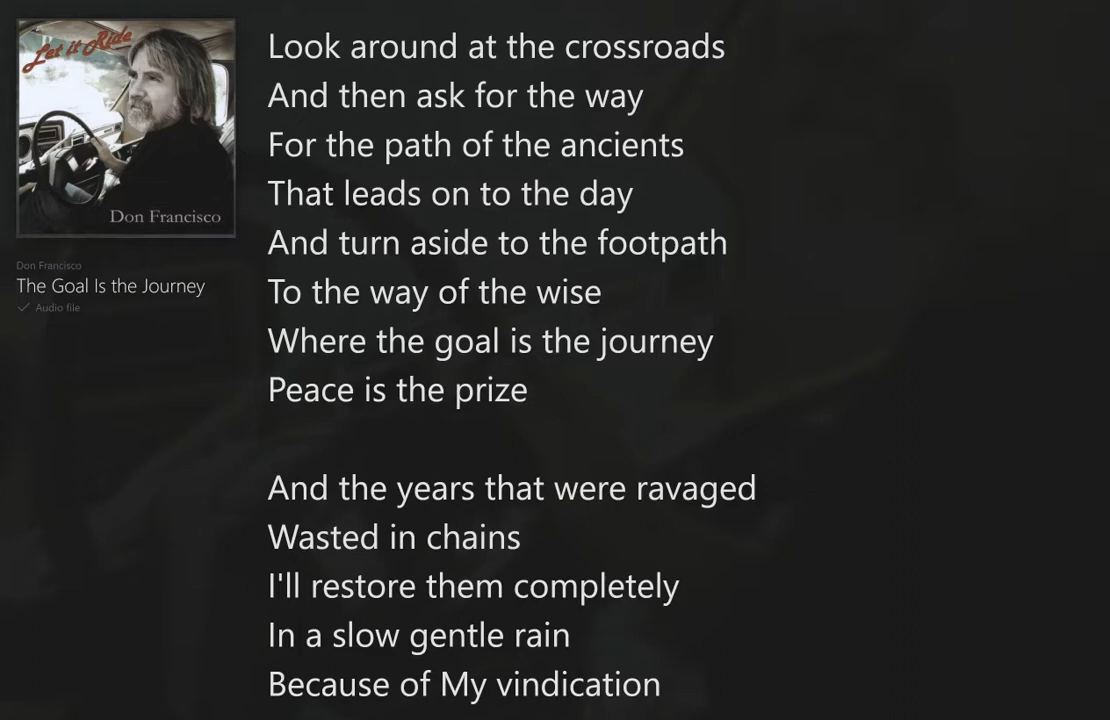 Let it Ride
Don Francisco
Don Francisco
The Goal Is the Journey
Audio file
Look around at the crossroads
And then ask for the way
For the path of the ancients
That leads on to the day
And turn aside to the footpath
To the way of the wise
Where the goal is the journey
Peace is the prize
And the years that were ravaged
Wasted in chains
I'll restore them completely
In a slow gentle rain
Because of My vindication